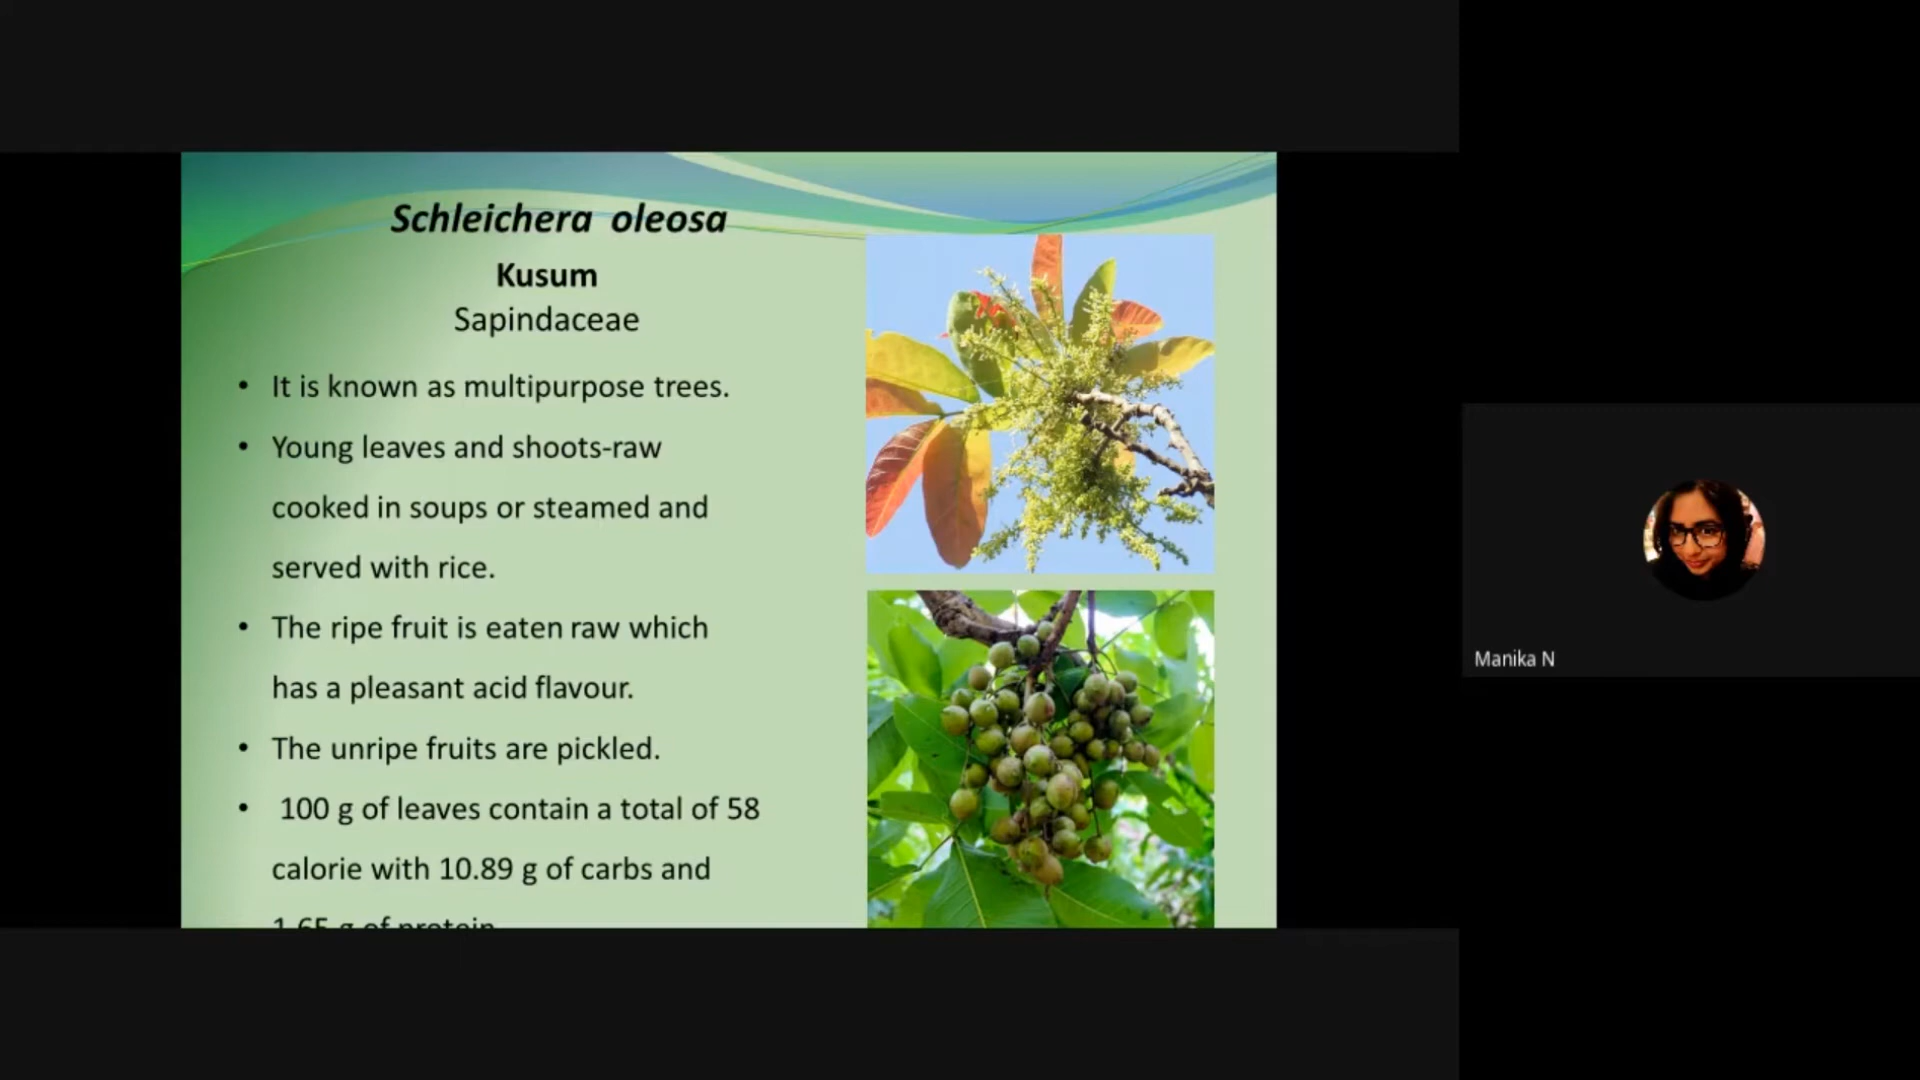 Schleichera oleosa
Kusum
Sapindaceae
• It is known as multipurpose trees.
• Young leaves and shoots-raw
cooked in soups or steamed and
served with rice.
• The ripe fruit is eaten raw which
has a pleasant acid flavour.
• The unripe fruits are pickled.
• 100 g of leaves contain a total of 58
calorie with 10.89 g of carbs and
1.65 g of protein
Manika N